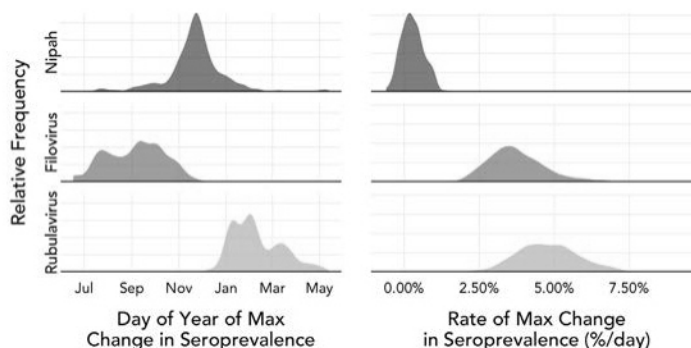 Relative Frequency
Nipah
Filovirus
Rubulavirus
Jul Sep Nov Jan Mar May
Day of Year of Max
Change in Seroprevalence
0.00% 2.50% 5.00% 7.50%
Rate of Max Change
in Seroprevalence (%/day)